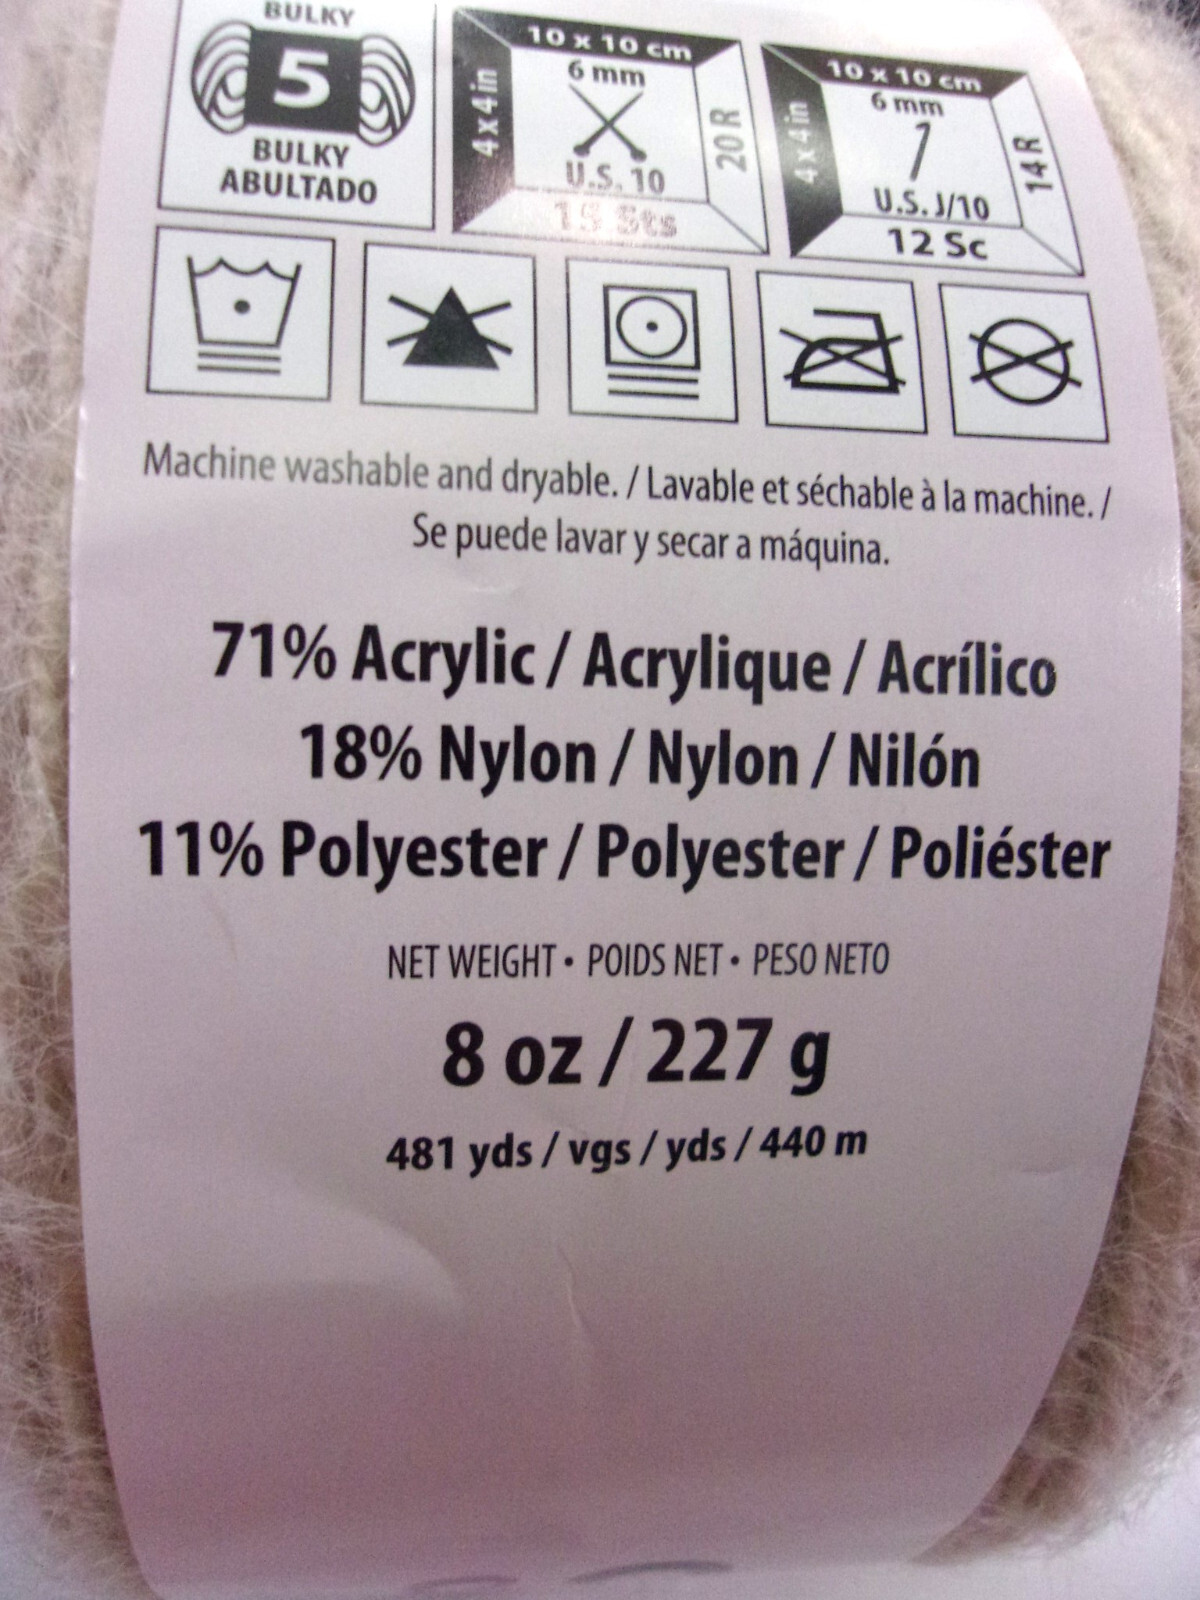 BULKY
5
BULKY
ABULTADO
10 x 10 cm
4 x 4 in
6 mm
20 R
U.S. 10
15 Sts
10 x 10 cm
4 x 4 in
6 mm
14 R
U.S. J/10
12 Sc
Machine washable and dryable. / Lavable et séchable à la machine. /
Se puede lavar y secar a máquina.
71% Acrylic / Acrylique / Acrílico
18% Nylon / Nylon / Nilón
11% Polyester / Polyester / Poliéster
NET WEIGHT • POIDS NET • PESO NETO
8 oz / 227 g
481 yds / vgs / yds / 440 m